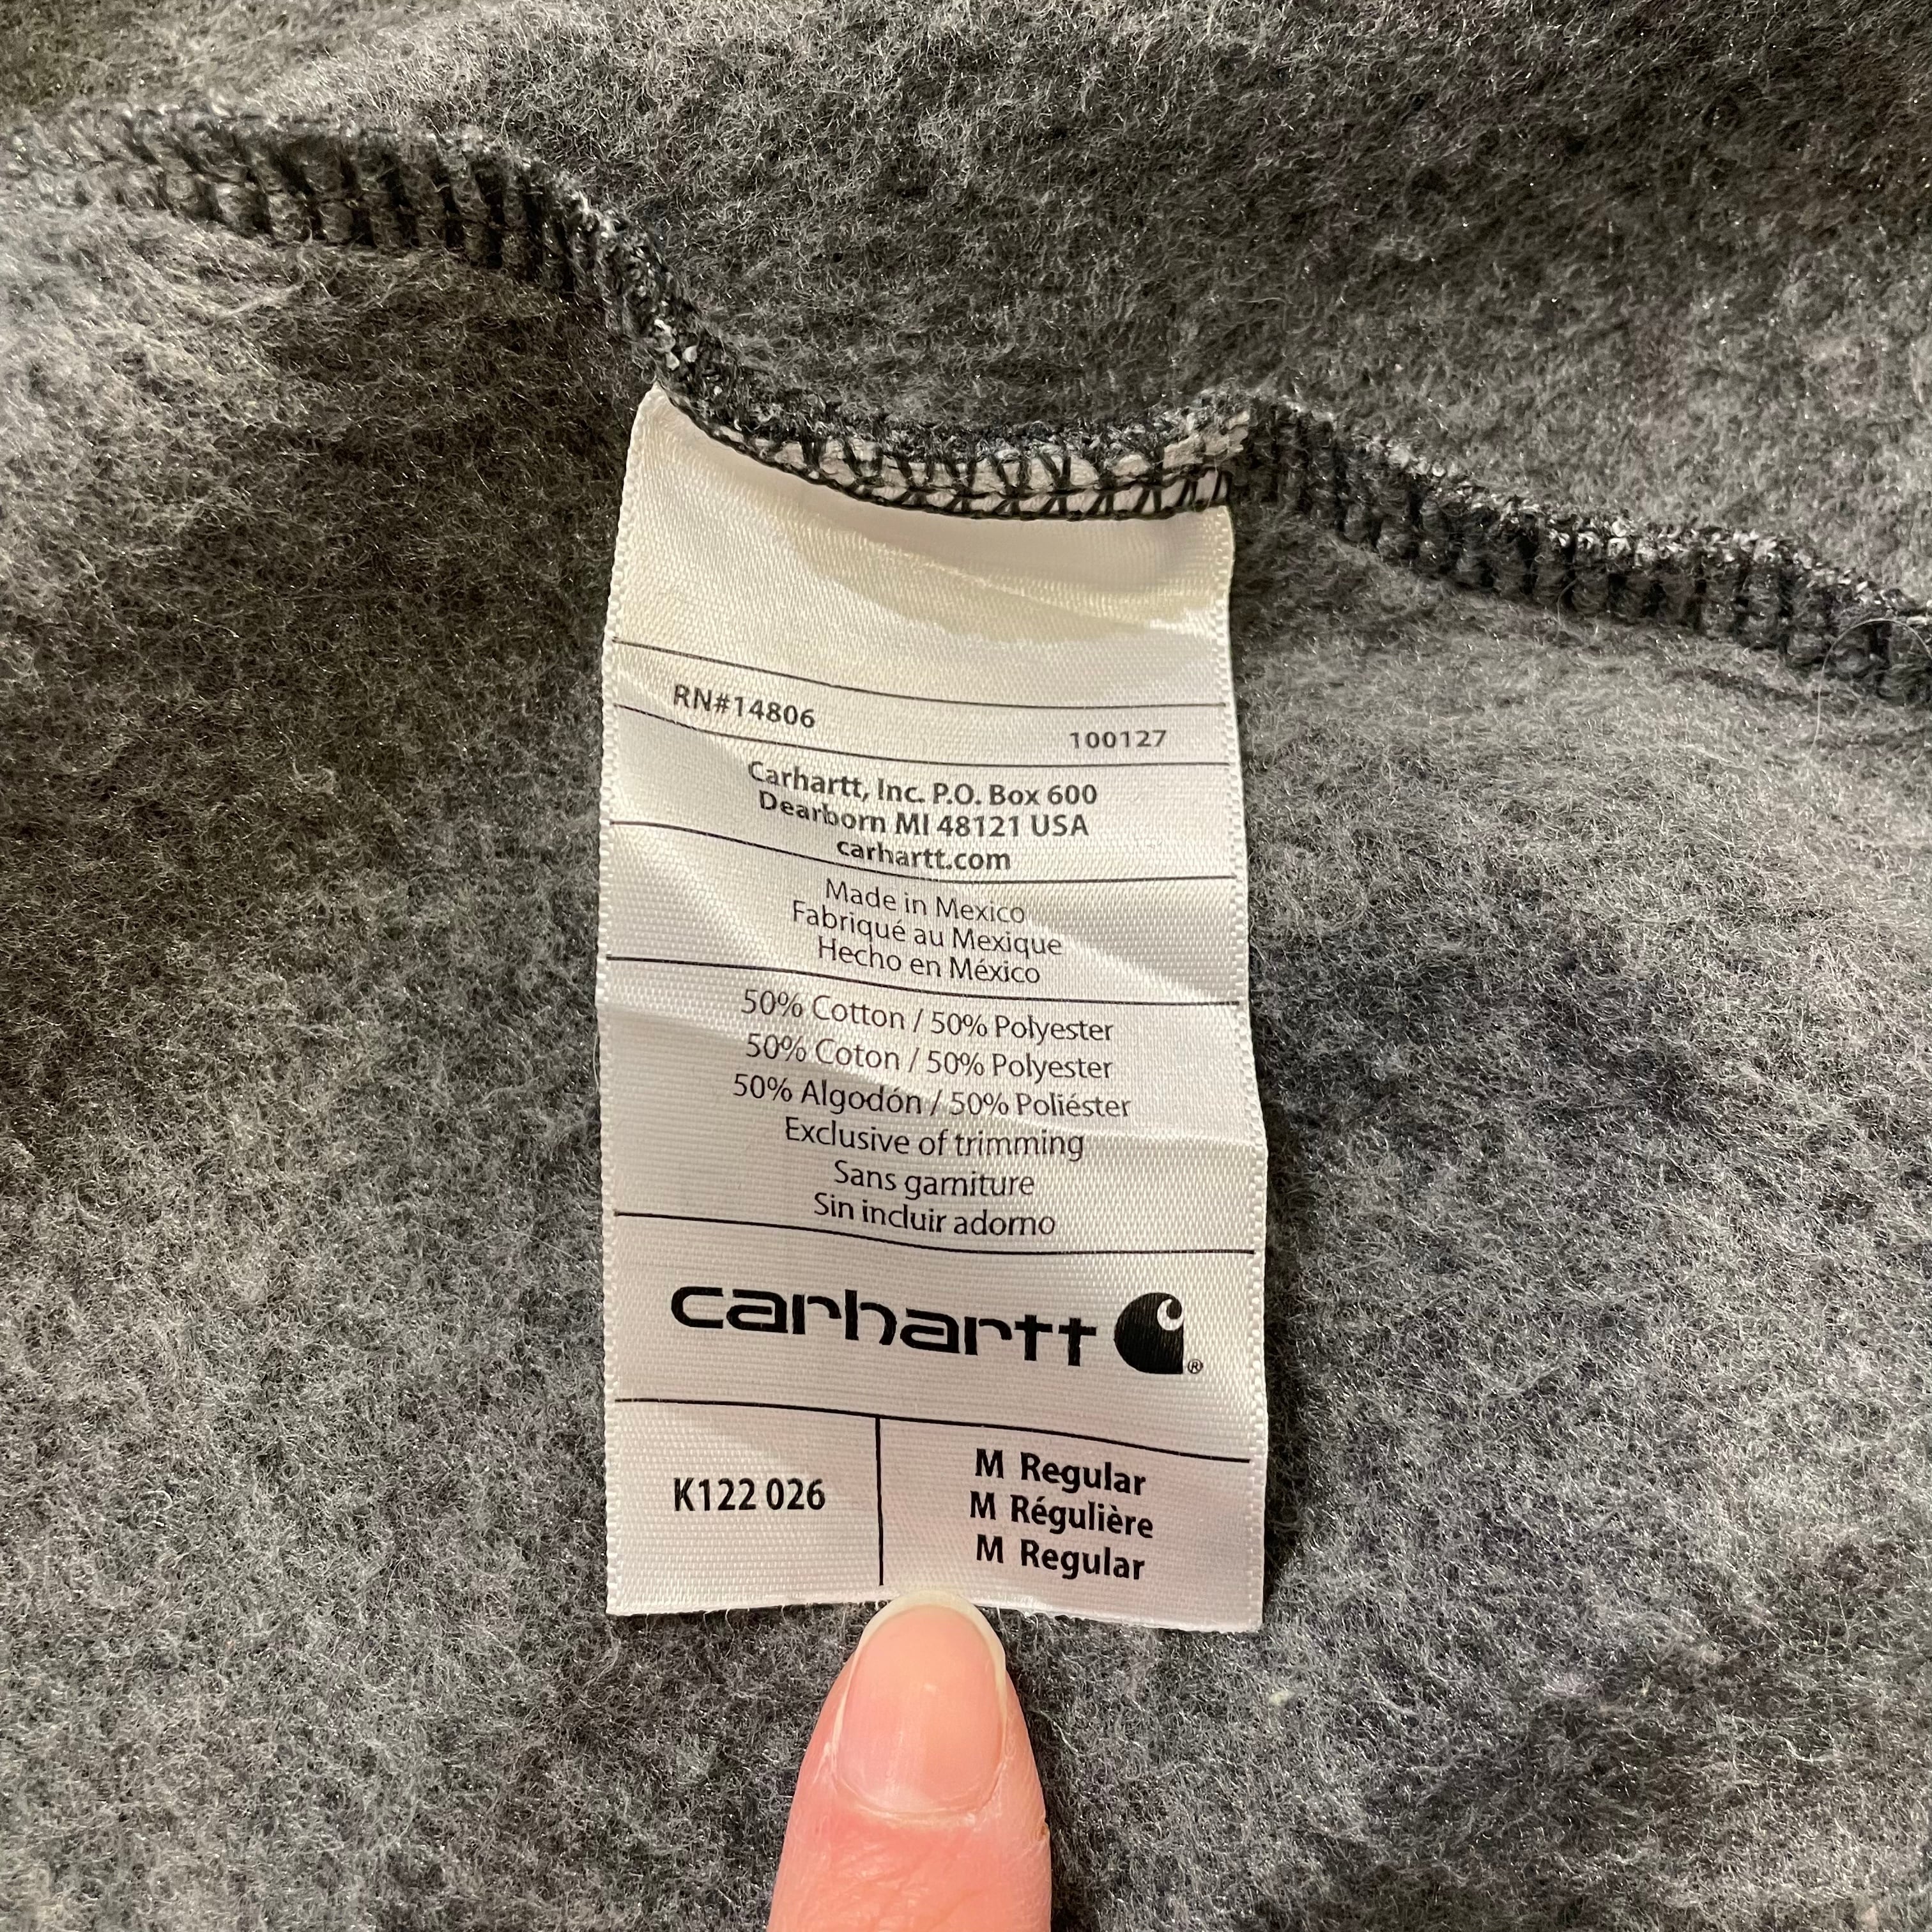 RN#14806
100127
Carhartt, Inc. P.O. Box 600
Dearborn MI 48121 USA
carhartt.com
Made in Mexico
Fabriqué au Mexique
Hecho en México
50% Cotton / 50% Polyester
50% Coton / 50% Polyester
50% Algodón / 50% Poliéster
Exclusive of trimming
Sans garniture
Sin incluir adorno
carhartt ®
K122 026
M Regular
M Régulière
M Regular